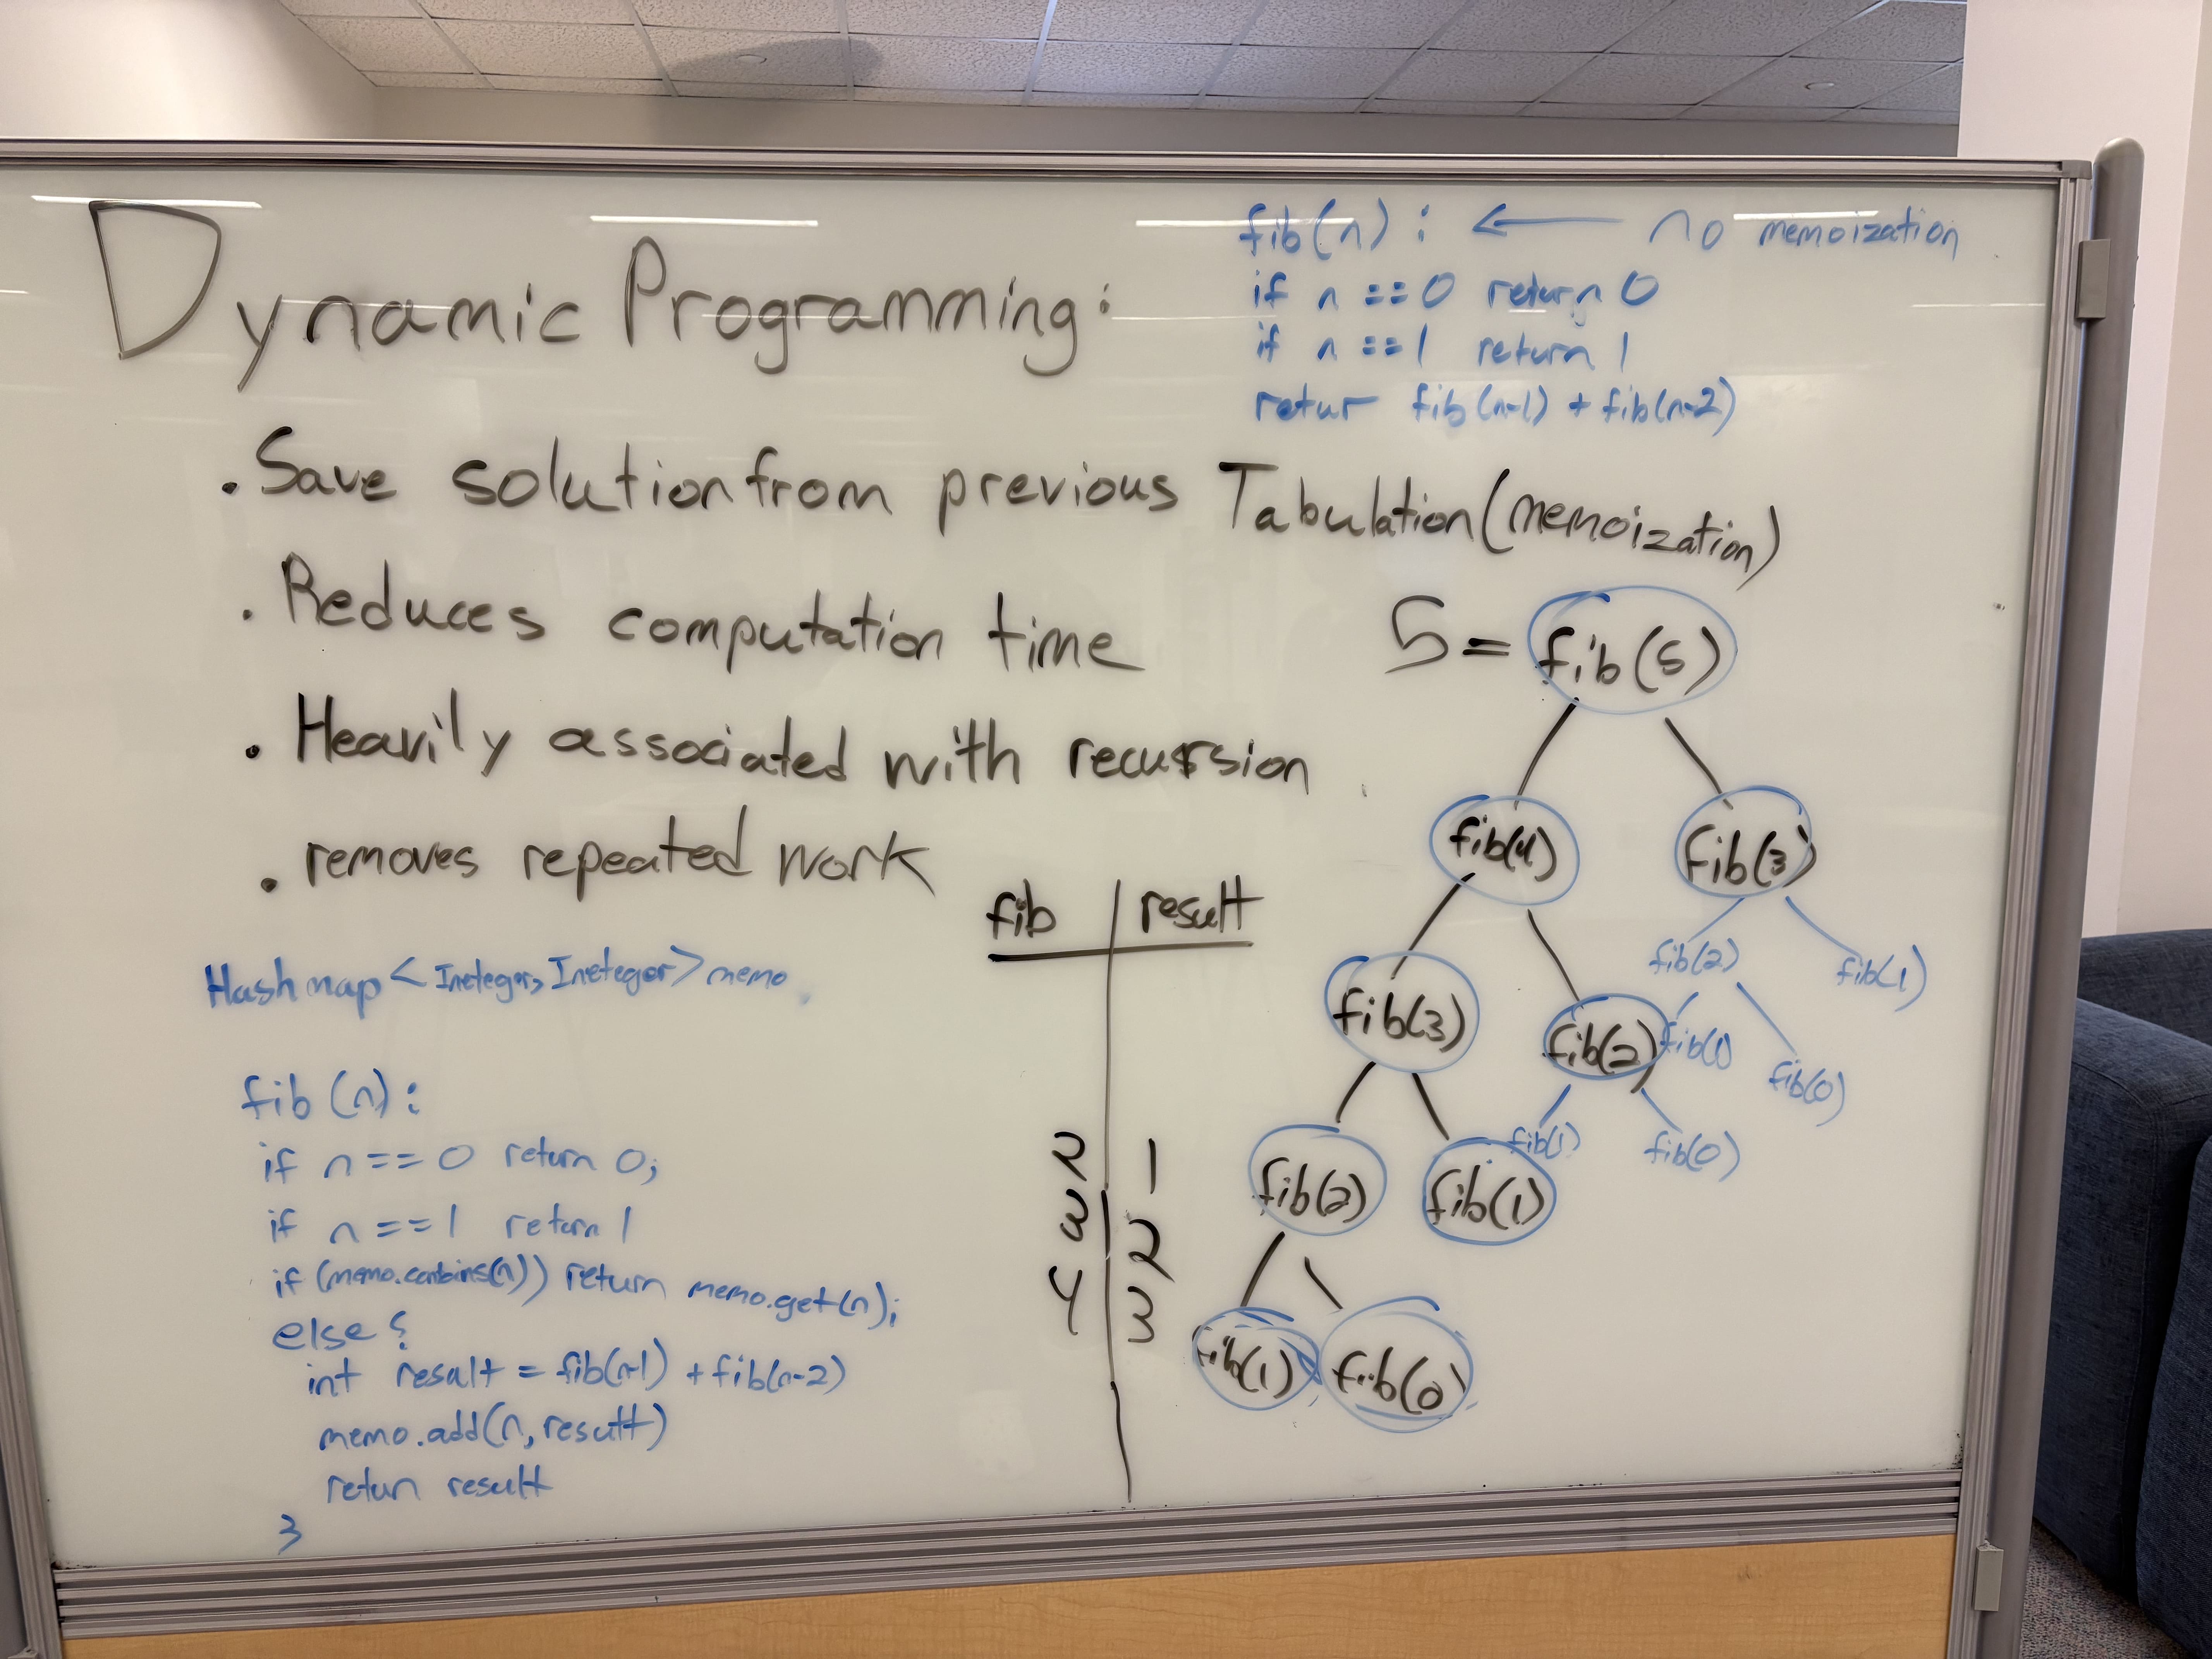 Dynamic Programming:
. Save solution from previous
. Reduces computation time
. Heavily associated with recursion
. removes repeated work
Hashmap <Inetegor, Inetegor> memo
fib (n):
if n == 0 return 0;
if n == 1 return 1
if (memo.contains(n)) return memo.get(n);
else {
int result = fib(n-1) + fib(n-2)
memo.add(n, result)
retun result
}
fib | result
2 1
3 2
4 3
fib(n): ← no memoization
if n == 0 return 0
if n == 1 return 1
retur fib(n-1) + fib(n-2)
Tabulation (memoization)
5 = fib(5)
fib(4) fib(3)
fib(2) fib(1)
fib(3) fib(2) fib(1) fib(0)
fib(1) fib(0)
fib(2) fib(1)
fib(1) fib(0)